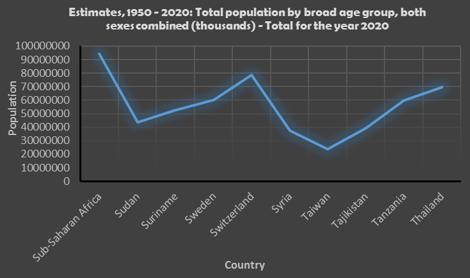 Estimates, 1950 - 2020: Total population by broad age group, both
sexes combined (thousands) - Total for the year 2020
Population
100000000
90000000
80000000
70000000
60000000
50000000
40000000
30000000
20000000
10000000
0
Sub-Saharan Africa
Sudan
Suriname
Sweden
Switzerland
Syria
Taiwan
Tajikistan
Tanzania
Thailand
Country